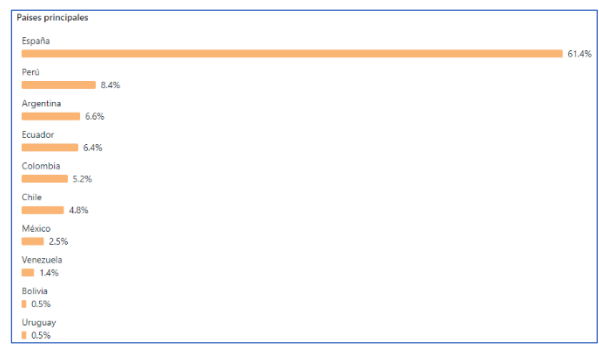 Países principales
España
61.4%
Perú
8.4%
Argentina
6.6%
Ecuador
6.4%
Colombia
5.2%
Chile
4.8%
México
2.5%
Venezuela
1.4%
Bolivia
0.5%
Uruguay
0.5%